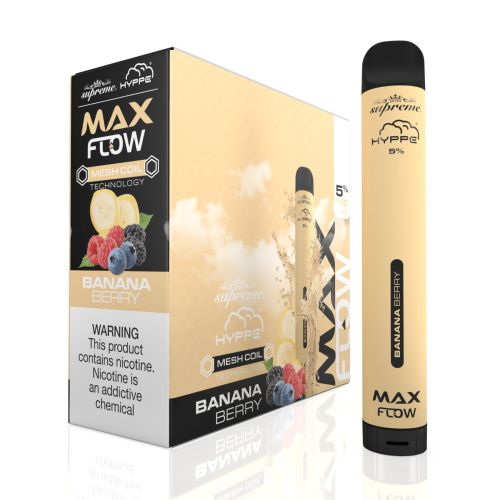 supreme
HYPPE
MAX
FLOW
MESH COIL
TECHNOLOGY
BANANA
BERRY
WARNING
This product
contains nicotine.
Nicotine is
an addictive
chemical
5%
MAX
FLOW
supreme
HYPPE
MESH COIL
TECHNOLOGY
BANANA
BERRY
supreme
HYPPE
5%
BANANA BERRY
MAX
FLOW